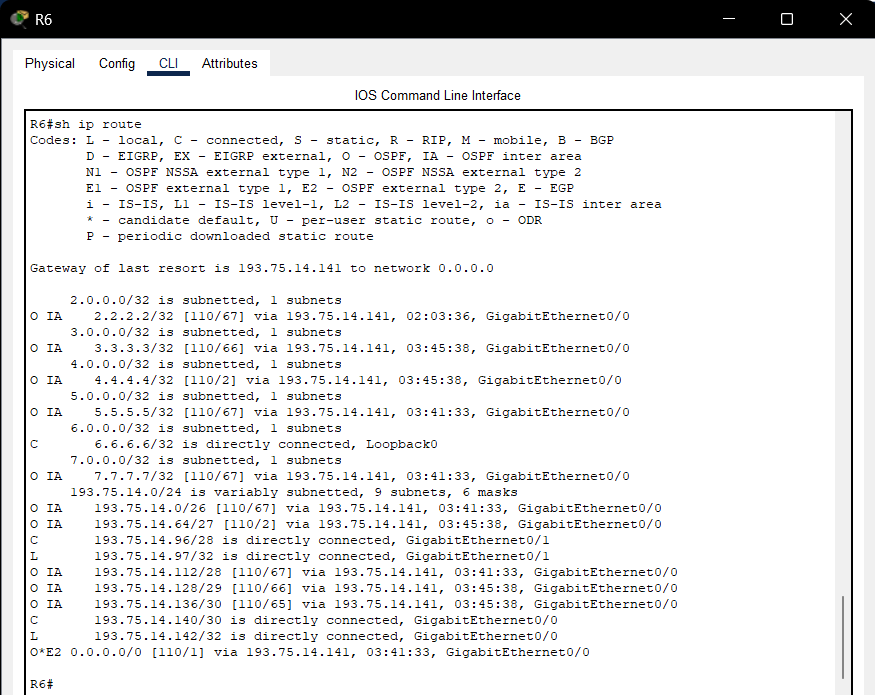 R6
Physical Config CLI Attributes
IOS Command Line Interface
R6#sh ip route
Codes: L - local, C - connected, S - static, R - RIP, M - mobile, B - BGP
       D - EIGRP, EX - EIGRP external, O - OSPF, IA - OSPF inter area
       N1 - OSPF NSSA external type 1, N2 - OSPF NSSA external type 2
       E1 - OSPF external type 1, E2 - OSPF external type 2, E - EGP
       i - IS-IS, L1 - IS-IS level-1, L2 - IS-IS level-2, ia - IS-IS inter area
       * - candidate default, U - per-user static route, o - ODR
       P - periodic downloaded static route

Gateway of last resort is 193.75.14.141 to network 0.0.0.0

     2.0.0.0/32 is subnetted, 1 subnets
O IA    2.2.2.2/32 [110/67] via 193.75.14.141, 02:03:36, GigabitEthernet0/0
     3.0.0.0/32 is subnetted, 1 subnets
O IA    3.3.3.3/32 [110/66] via 193.75.14.141, 03:45:38, GigabitEthernet0/0
     4.0.0.0/32 is subnetted, 1 subnets
O IA    4.4.4.4/32 [110/2] via 193.75.14.141, 03:45:38, GigabitEthernet0/0
     5.0.0.0/32 is subnetted, 1 subnets
O IA    5.5.5.5/32 [110/67] via 193.75.14.141, 03:41:33, GigabitEthernet0/0
     6.0.0.0/32 is subnetted, 1 subnets
C       6.6.6.6/32 is directly connected, Loopback0
     7.0.0.0/32 is subnetted, 1 subnets
O IA    7.7.7.7/32 [110/67] via 193.75.14.141, 03:41:33, GigabitEthernet0/0
     193.75.14.0/24 is variably subnetted, 9 subnets, 6 masks
O IA    193.75.14.0/26 [110/67] via 193.75.14.141, 03:41:33, GigabitEthernet0/0
O IA    193.75.14.64/27 [110/2] via 193.75.14.141, 03:45:38, GigabitEthernet0/0
C       193.75.14.96/28 is directly connected, GigabitEthernet0/1
L       193.75.14.97/32 is directly connected, GigabitEthernet0/1
O IA    193.75.14.112/28 [110/67] via 193.75.14.141, 03:41:33, GigabitEthernet0/0
O IA    193.75.14.128/29 [110/66] via 193.75.14.141, 03:45:38, GigabitEthernet0/0
O IA    193.75.14.136/30 [110/65] via 193.75.14.141, 03:45:38, GigabitEthernet0/0
C       193.75.14.140/30 is directly connected, GigabitEthernet0/0
L       193.75.14.142/32 is directly connected, GigabitEthernet0/0
O*E2 0.0.0.0/0 [110/1] via 193.75.14.141, 03:41:33, GigabitEthernet0/0

R6#